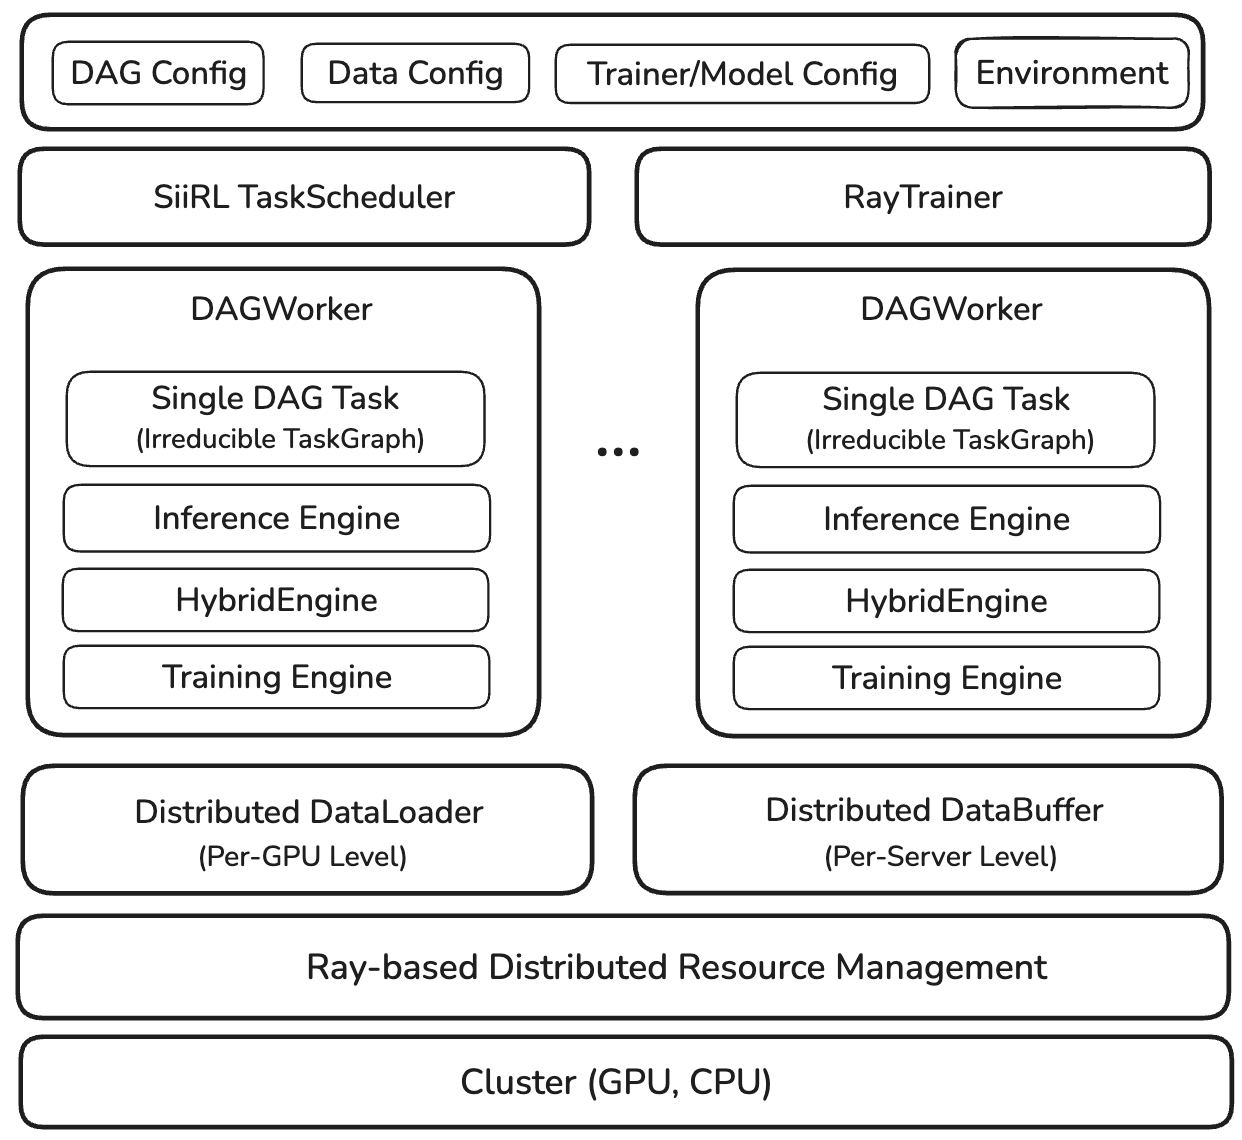 DAG Config
Data Config
Trainer/Model Config
Environment
SiiRL TaskScheduler
RayTrainer
DAGWorker
Single DAG Task
(Irreducible TaskGraph)
Inference Engine
HybridEngine
Training Engine
...
DAGWorker
Single DAG Task
(Irreducible TaskGraph)
Inference Engine
HybridEngine
Training Engine
Distributed DataLoader
(Per-GPU Level)
Distributed DataBuffer
(Per-Server Level)
Ray-based Distributed Resource Management
Cluster (GPU, CPU)